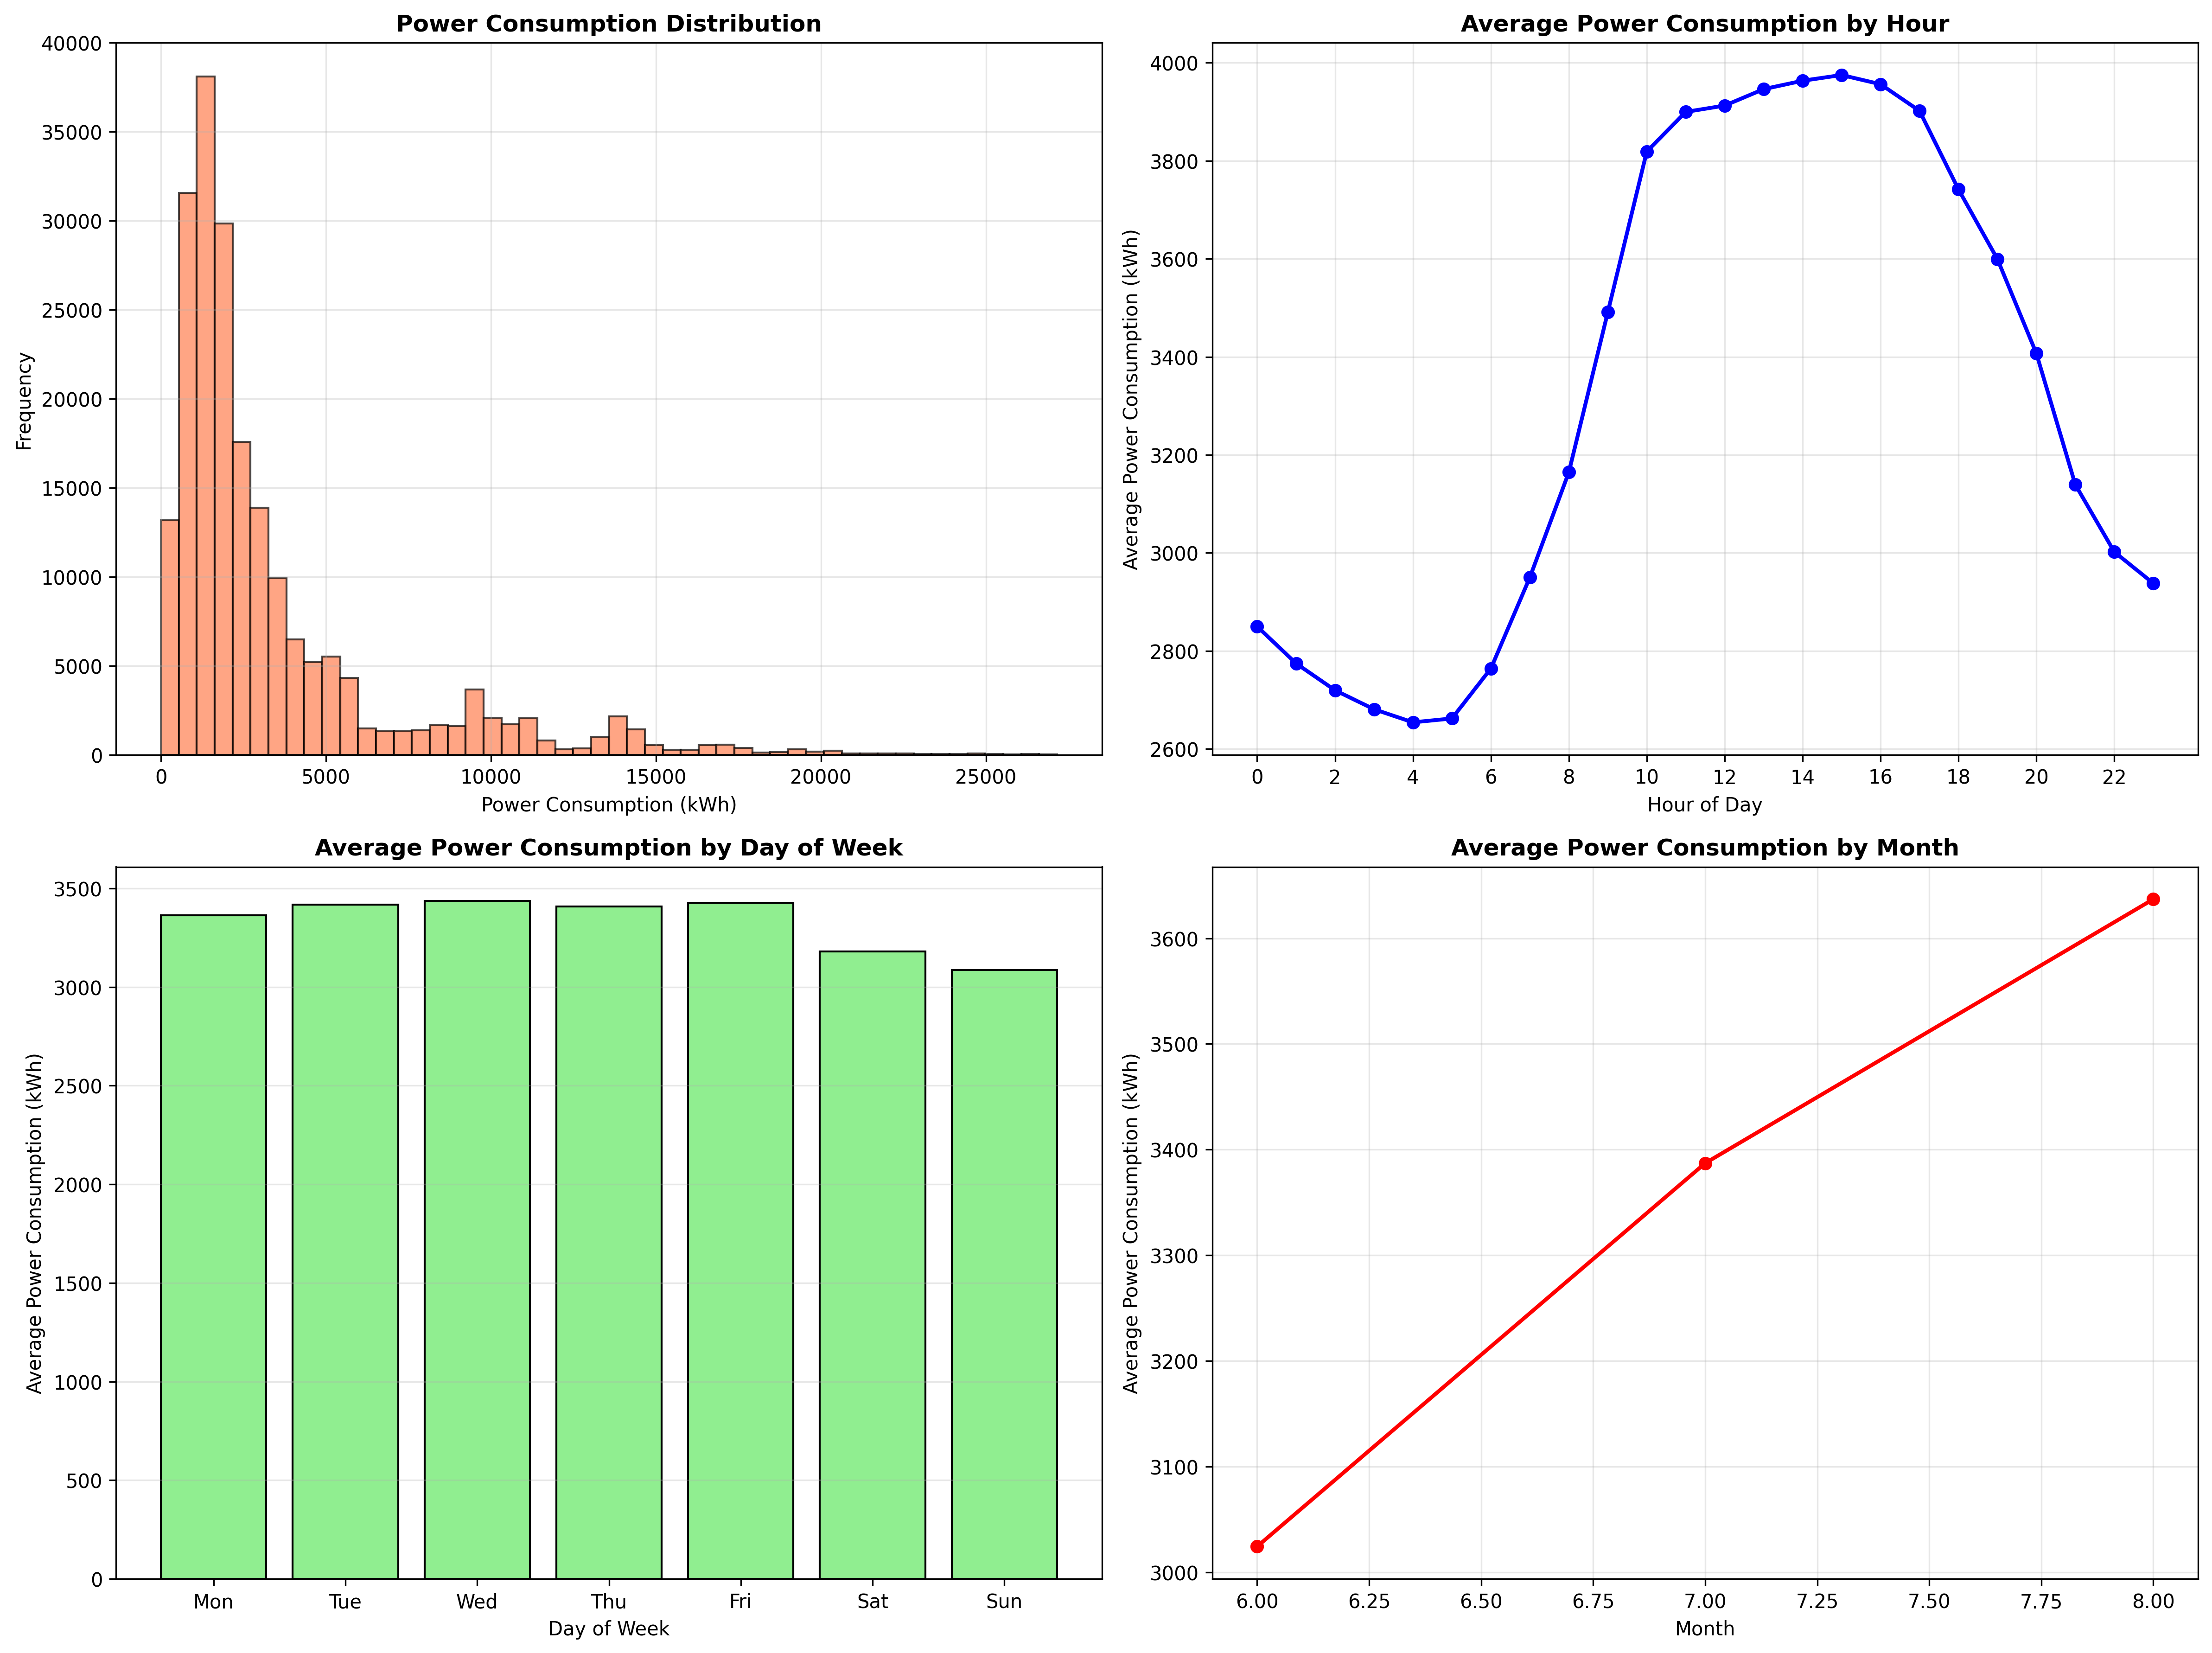 Power Consumption Distribution
40000
35000
30000
25000
20000
15000
10000
5000
0
Frequency
0 5000 10000 15000 20000 25000
Power Consumption (kWh)
Average Power Consumption by Hour
4000
3800
3600
3400
3200
3000
2800
2600
Average Power Consumption (kWh)
0 2 4 6 8 10 12 14 16 18 20 22
Hour of Day
Average Power Consumption by Day of Week
3500
3000
2500
2000
1500
1000
500
0
Average Power Consumption (kWh)
Mon Tue Wed Thu Fri Sat Sun
Day of Week
Average Power Consumption by Month
3600
3500
3400
3300
3200
3100
3000
Average Power Consumption (kWh)
6.00 6.25 6.50 6.75 7.00 7.25 7.50 7.75 8.00
Month